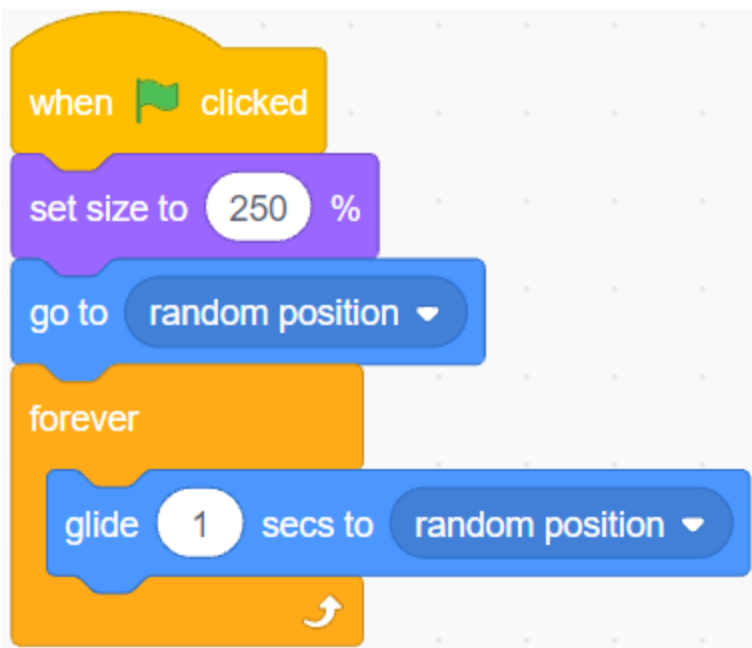 when clicked
set size to 250 %
go to random position
forever
glide 1 secs to random position